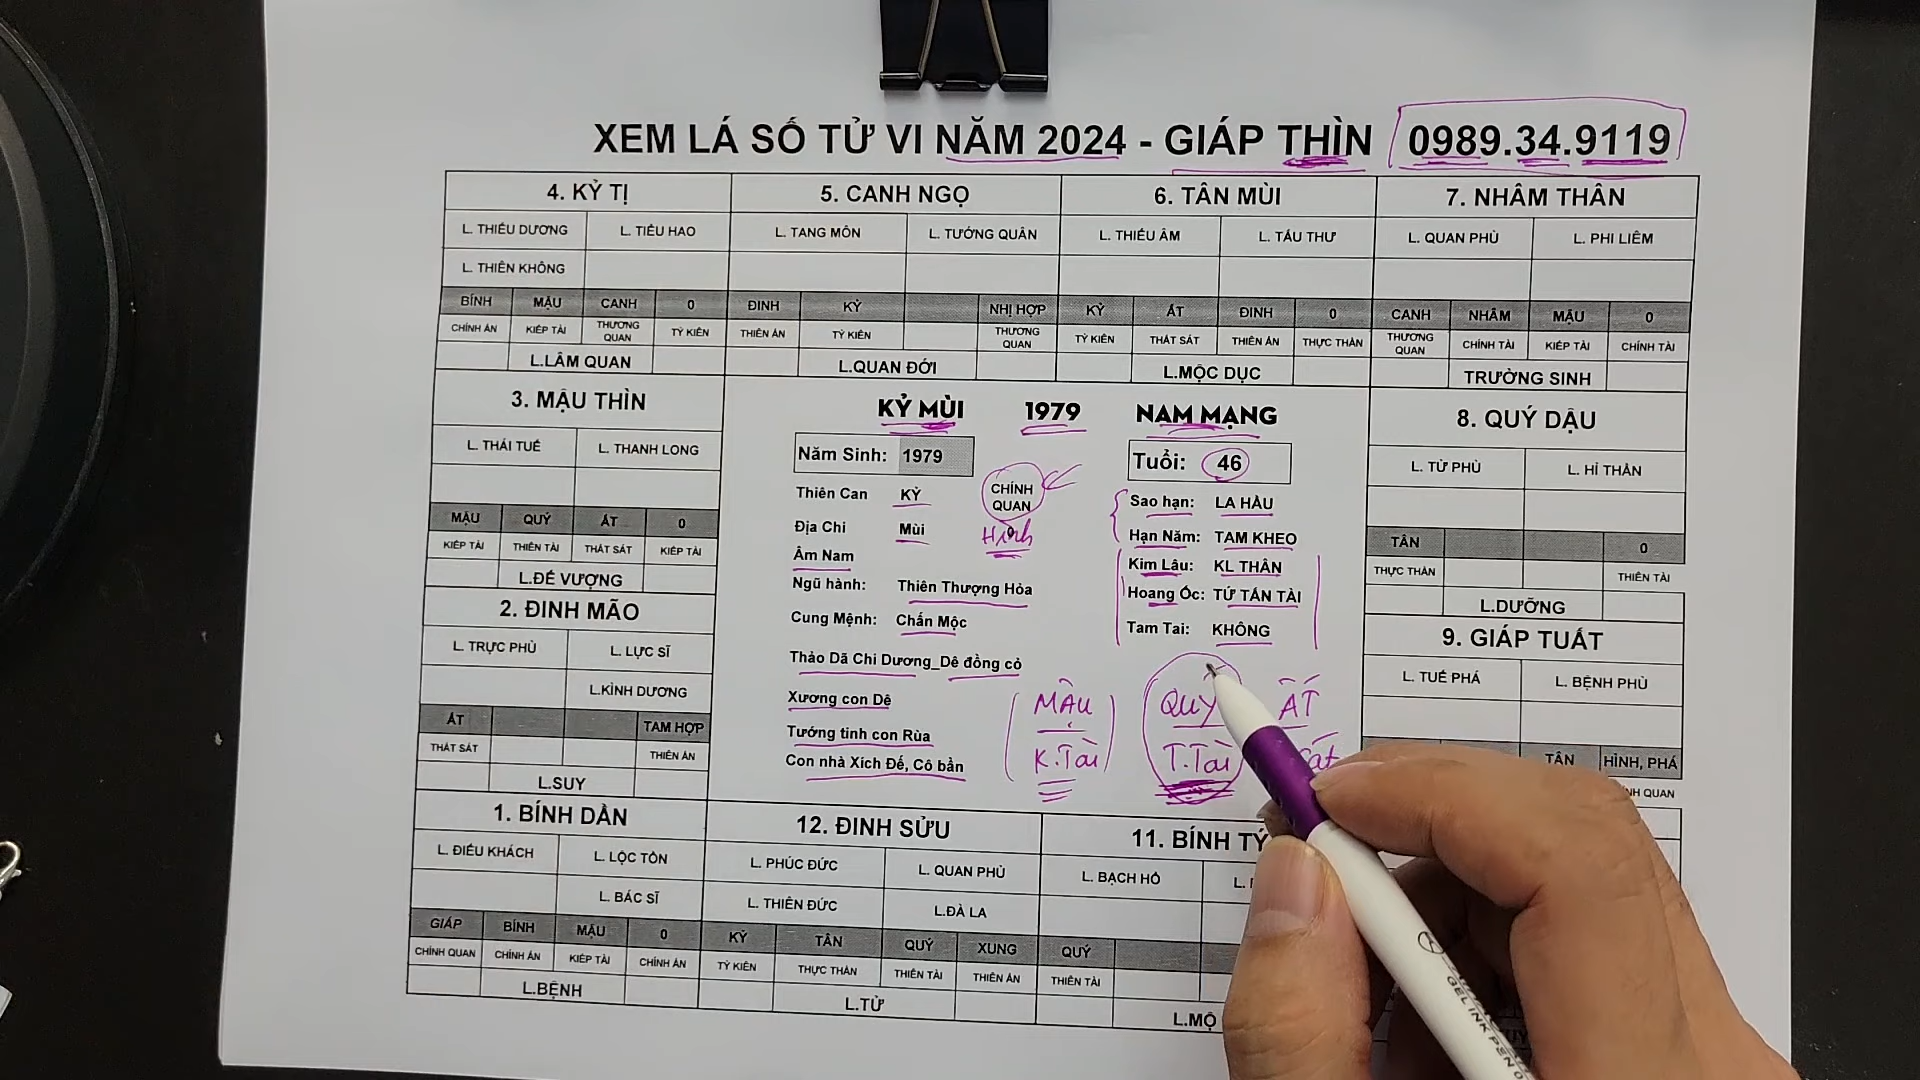 XEM LÁ SỐ TỬ VI NĂM 2024 - GIÁP THÌN 0989.34.9119
4. KỶ TỊ
L. THIẾU DƯƠNG L. TIỂU HAO
L. THIÊN KHÔNG
BÍNH MẬU CANH 0
CHÍNH ẤN KIẾP TÀI THƯƠNG QUAN TỶ KIÊN
L.LÂM QUAN
5. CANH NGỌ
L. TANG MÔN L. TƯỚNG QUÂN
ĐINH KỶ NHỊ HỢP
THIÊN ẤN TỶ KIÊN THƯƠNG QUAN
L.QUAN ĐỚI
6. TÂN MÙI
L. THIẾU ÂM L. TẤU THƯ
KỶ ẤT ĐINH 0
TỶ KIÊN THẤT SÁT THIÊN ẤN THỰC THẦN
L.MỘC DỤC
7. NHÂM THÂN
L. QUAN PHÙ L. PHI LIÊM
CANH NHÂM MẬU 0
THƯƠNG QUAN CHÍNH TÀI KIẾP TÀI CHÍNH TÀI
TRƯỜNG SINH
3. MẬU THÌN
L. THÁI TUẾ L. THANH LONG
MẬU QUÝ ẤT 0
KIẾP TÀI THIÊN TÀI THẤT SÁT KIẾP TÀI
L.ĐẾ VƯỢNG
KỶ MÙI 1979 NAM MẠNG
Năm Sinh: 1979 Tuổi: 46
Thiên Can KỶ CHÍNH QUAN Sao hạn: LA HẦU
Địa Chi Mùi Hình Hạn Năm: TAM KHEO
Âm Nam Kim Lâu: KL THÂN
Ngũ hành: Thiên Thượng Hỏa Hoang Ốc: TỨ TẤN TÀI
Cung Mệnh: Chấn Mộc Tam Tai: KHÔNG
Thảo Dã Chi Dương_Dê đồng cỏ
Xương con Dê MẬU QUÝ ẤT
Tướng tinh con Rùa
Con nhà Xích Đế, Cô bần K.Tài T.Tài
8. QUÝ DẬU
L. TỬ PHÙ L. HỈ THẦN
TÂN 0
THỰC THẦN THIÊN TÀI
L.DƯỠNG
2. ĐINH MÃO
L. TRỰC PHÙ L. LỰC SĨ
L.KÌNH DƯƠNG
ẤT TAM HỢP
THẤT SÁT THIÊN ẤN
L.SUY
9. GIÁP TUẤT
L. TUẾ PHÁ L. BỆNH PHÙ
TÂN HÌNH, PHÁ
QUAN
1. BÍNH DẦN
L. ĐIẾU KHÁCH L. LỘC TỒN
L. BÁC SĨ
GIÁP BÍNH MẬU 0
CHÍNH QUAN CHÍNH ẤN KIẾP TÀI CHÍNH ẤN
L.BỆNH
12. ĐINH SỬU
L. PHÚC ĐỨC L. QUAN PHÙ
L. THIÊN ĐỨC L.ĐÀ LA
KỶ TÂN QUÝ XUNG
TỶ KIÊN THỰC THẦN THIÊN TÀI THIÊN ẤN
L.TỬ
11. BÍNH TÝ
L. BẠCH HỔ
QUÝ
THIÊN TÀI
L.MỘ
GEL INK PEN